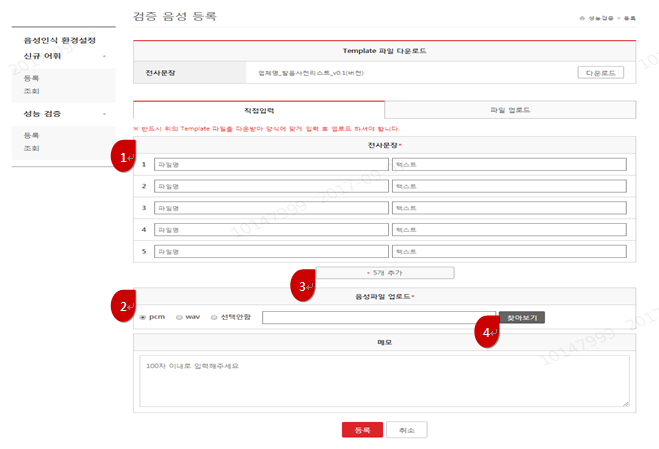 검증 음성 등록
성능검증 > 등록
음성인식 환경설정
신규 어휘
등록
조회
성능 검증
등록
조회
Template 파일 다운로드
전사문장
업체명_발음사전리스트_v0.1(버전)
다운로드
직접입력
파일 업로드
※ 반드시 위의 Template 파일을 다운받아 양식에 맞게 입력 후 업로드 하셔야 합니다.
전사문장*
1
1 파일명 텍스트
2 파일명 텍스트
3 파일명 텍스트
4 파일명 텍스트
5 파일명 텍스트
3
+ 5개 추가
음성파일 업로드*
2
pcm wav 선택안함 찾아보기
4
메모
100자 이내로 입력해주세요
등록 취소
10147999 2017-09-
10147999 2017-